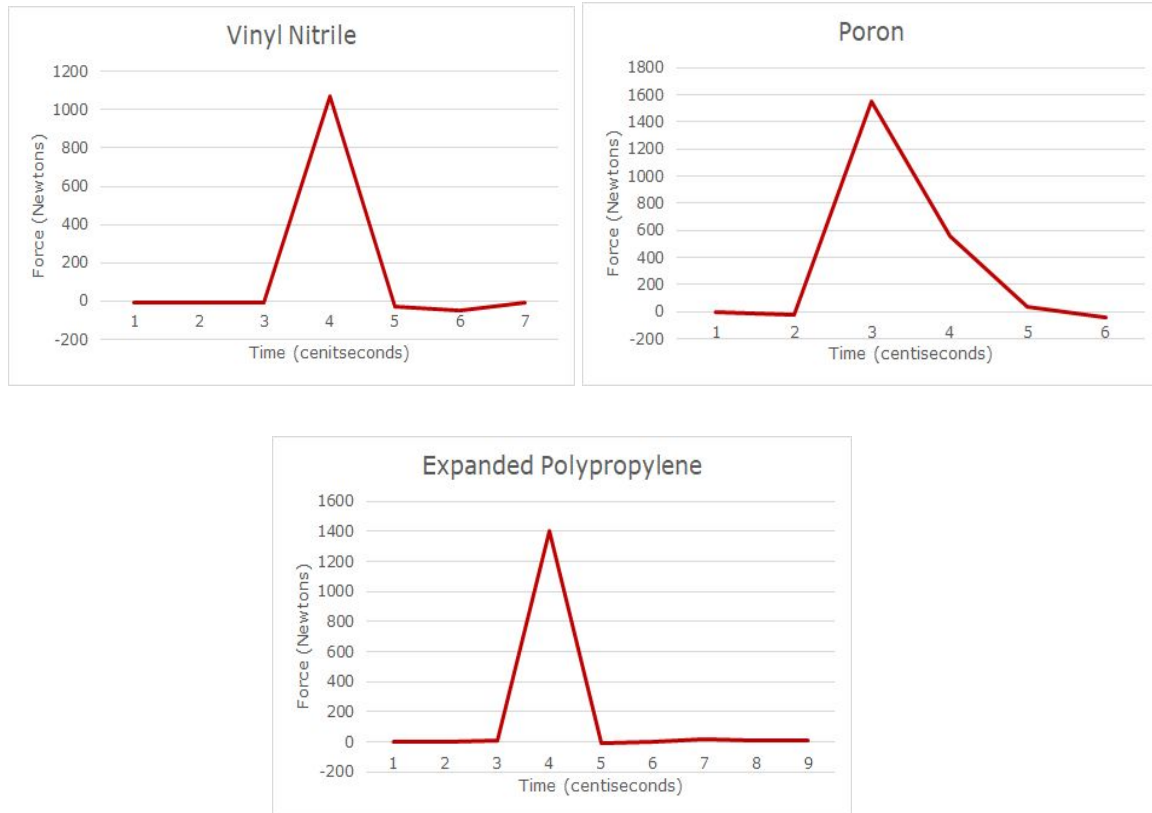 Vinyl Nitrile
1200
1000
800
600
400
200
0
-200
Force (Newtons)
1 2 3 4 5 6 7
Time (cenitseconds)
Poron
1800
1600
1400
1200
1000
800
600
400
200
0
-200
Force (Newtons)
1 2 3 4 5 6
Time (centiseconds)
Expanded Polypropylene
1600
1400
1200
1000
800
600
400
200
0
-200
Force (Newtons)
1 2 3 4 5 6 7 8 9
Time (centiseconds)